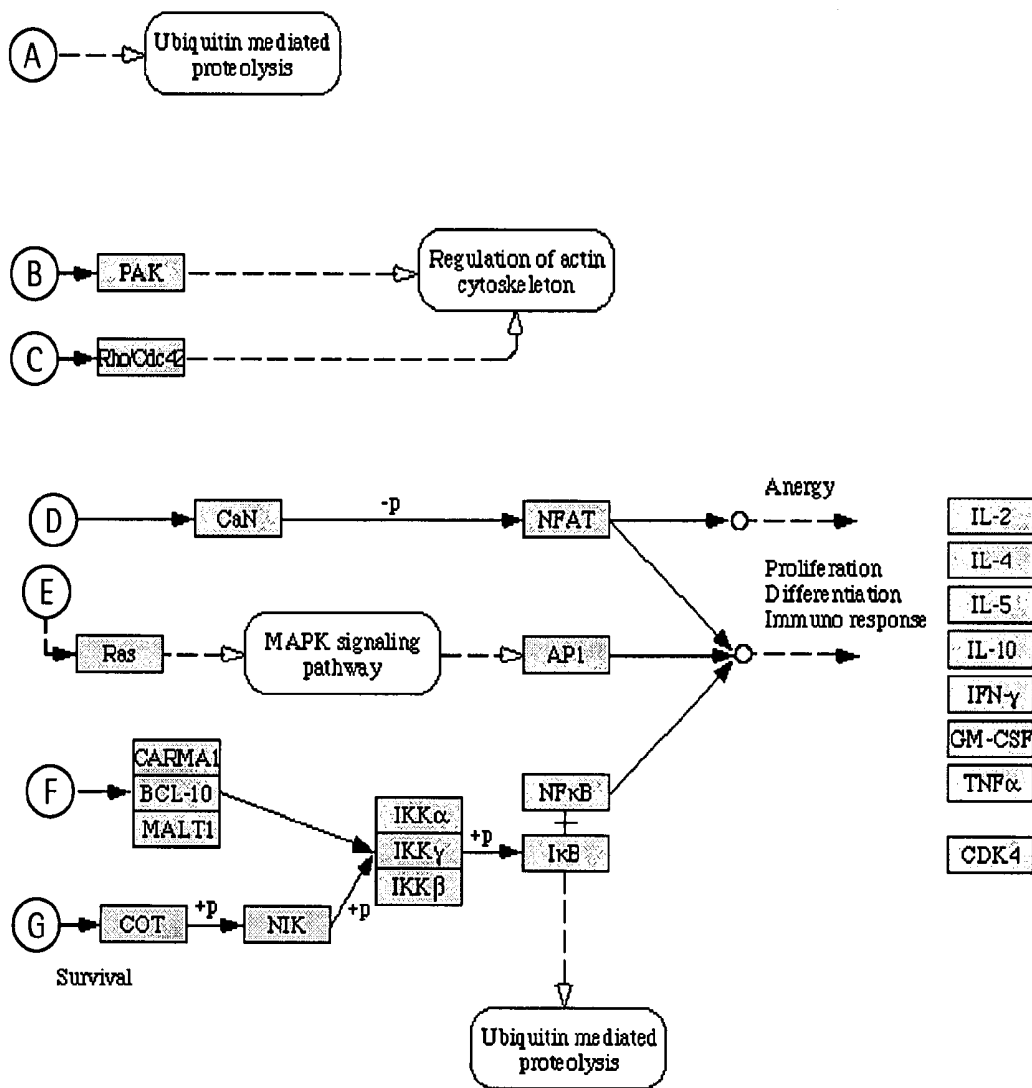 A
Ubiquitin mediated
proteolysis
B
PAK
Regulation of actin
cytoskeleton
C
Rho/Cdc42
D
CaN
-p
NFAT
Anergy
IL-2
IL-4
E
Proliferation
Differentiation
Immuno response
IL-5
Ras
MAPK signaling
pathway
AP1
IL-10
IFN-γ
GM-CSF
TNFα
F
CARMA1
BCL-10
MALT1
IKKα
IKKγ
IKKβ
+p
NFκB
IκB
CDK4
G
COT
+p
NIK
+p
Survival
Ubiquitin mediated
proteolysis